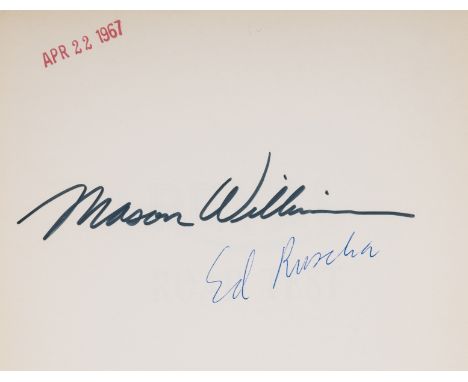 APR 22 1967
Mason Williams
Ed Ruscha